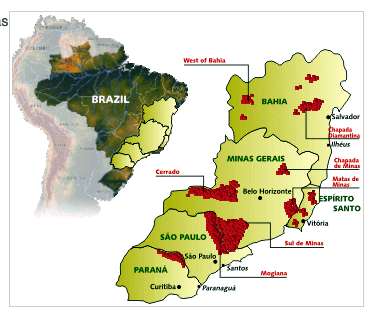 as
BRAZIL
West of Bahia
BAHIA
Salvador
Chapada
Diamantina
Ilhéus
MINAS GERAIS
Chapada
de Minas
Cerrado
Matas de
Minas
Belo Horizonte
ESPÍRITO
SANTO
Vitória
SÃO PAULO
Sul de Minas
São Paulo
Santos
PARANÁ
Mogiana
Curitiba
Paranaguá